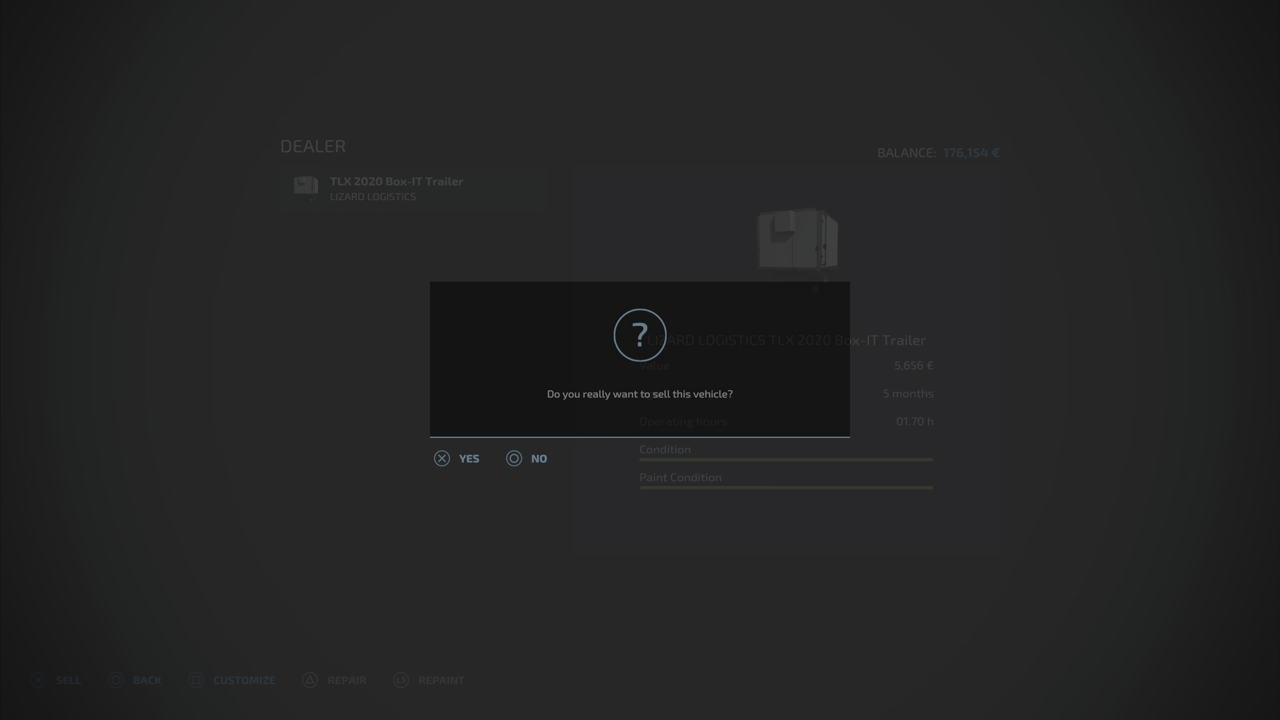 DEALER
BALANCE: 176,154 €
TLX 2020 Box-IT Trailer
LIZARD LOGISTICS
LIZARD LOGISTICS TLX 2020 Box-IT Trailer
Value 5,656 €
5 months
Operating hours 01.70 h
Condition
Paint Condition
?
Do you really want to sell this vehicle?
YES NO
SELL BACK CUSTOMIZE REPAIR L3 REPAINT